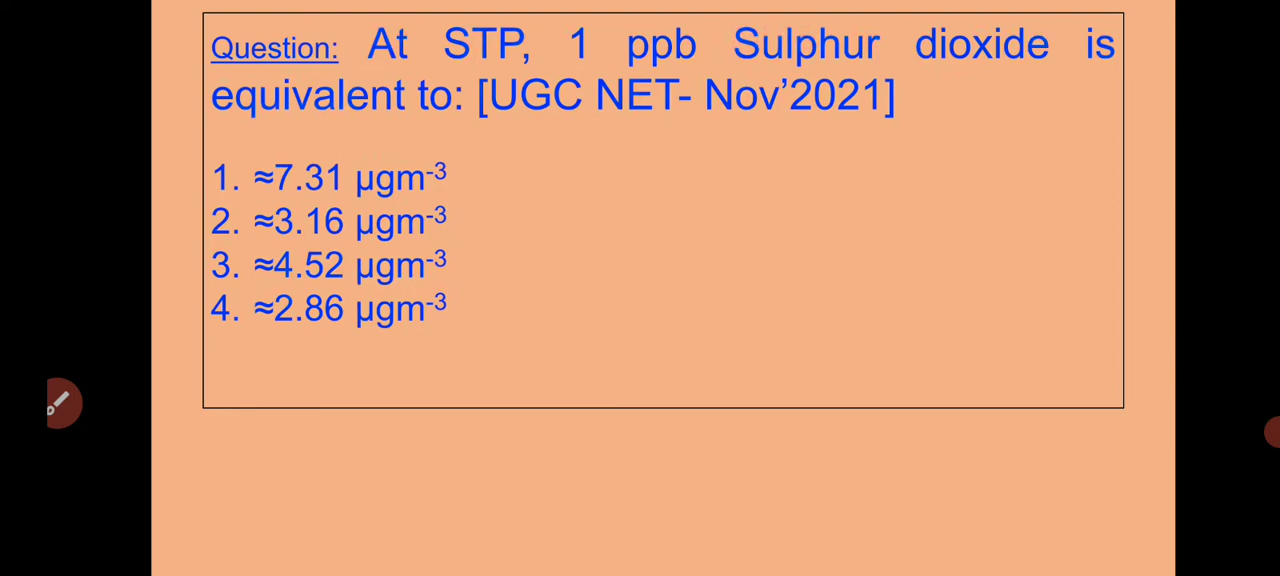 Question: At STP, 1 ppb Sulphur dioxide is
equivalent to: [UGC NET- Nov’2021]
1. ≈7.31 µgm⁻³
2. ≈3.16 µgm⁻³
3. ≈4.52 µgm⁻³
4. ≈2.86 µgm⁻³